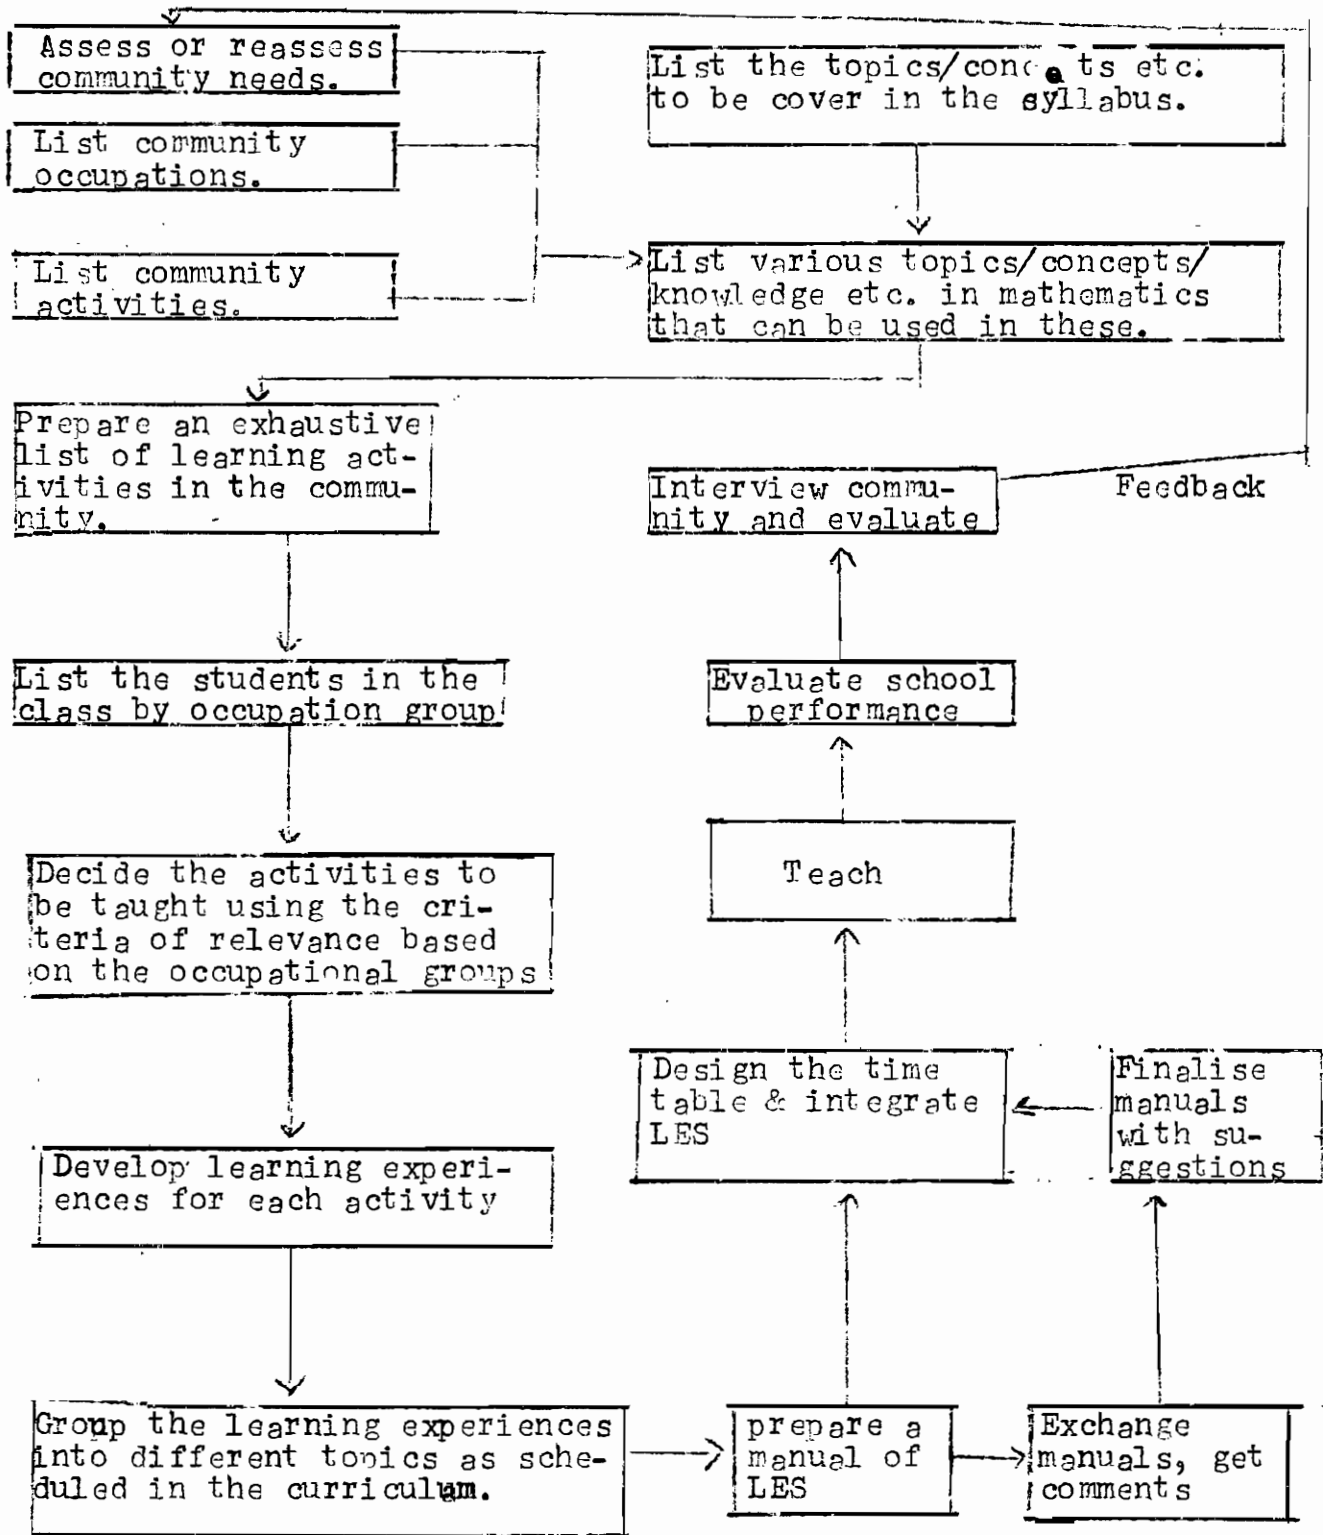 Assess or reassess
community needs.
List community
occupations.
List community
activities.
List the topics/concets etc.
to be cover in the syllabus.
List various topics/concepts/
knowledge etc. in mathematics
that can be used in these.
Prepare an exhaustive
list of learning act-
ivities in the commu-
nity.
List the students in the
class by occupation group
Decide the activities to
be taught using the cri-
teria of relevance based
on the occupational groups
Develop learning experi-
ences for each activity
Group the learning experiences
into different topics as sche-
duled in the curriculum.
prepare a
manual of
LES
Exchange
manuals, get
comments
Finalise
manuals
with su-
ggestions
Design the time
table & integrate
LES
Teach
Evaluate school
performance
Interview commu-
nity and evaluate
Feedback